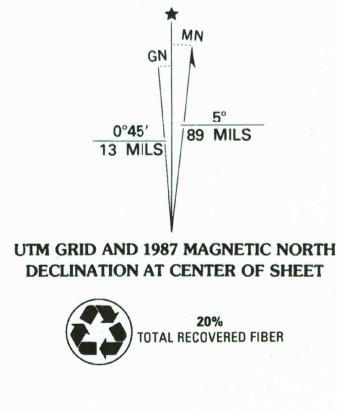 MN
GN
0°45′
13 MILS
5°
89 MILS
UTM GRID AND 1987 MAGNETIC NORTH
DECLINATION AT CENTER OF SHEET
20%
TOTAL RECOVERED FIBER